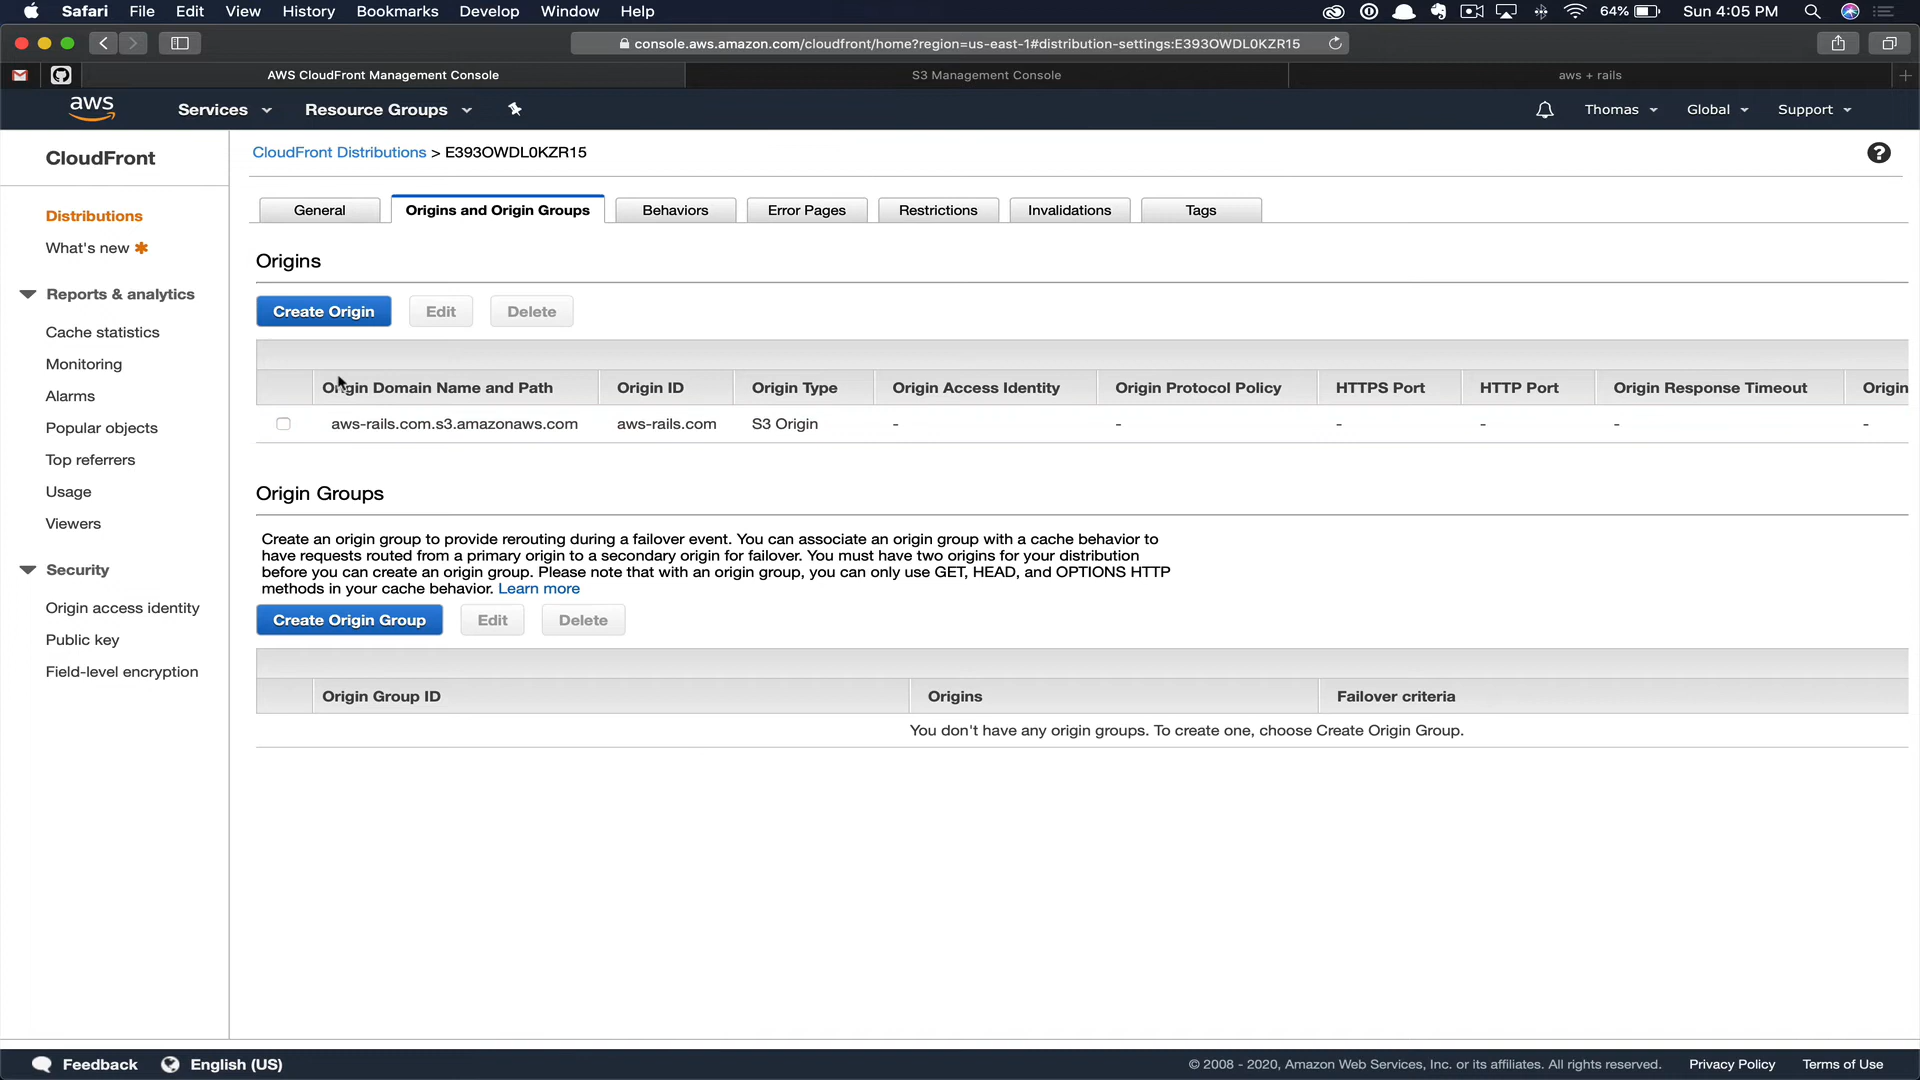 Safari File Edit View History Bookmarks Develop Window Help 64% Sun 4:05 PM
console.aws.amazon.com/cloudfront/home?region=us-east-1#distribution-settings:E393OWDL0KZR15
AWS CloudFront Management Console S3 Management Console aws + rails
aws Services Resource Groups Thomas Global Support
CloudFront
Distributions
What's new
Reports & analytics
Cache statistics
Monitoring
Alarms
Popular objects
Top referrers
Usage
Viewers
Security
Origin access identity
Public key
Field-level encryption
CloudFront Distributions > E393OWDL0KZR15
General Origins and Origin Groups Behaviors Error Pages Restrictions Invalidations Tags
Origins
Create Origin Edit Delete
Origin Domain Name and Path Origin ID Origin Type Origin Access Identity Origin Protocol Policy HTTPS Port HTTP Port Origin Response Timeout Origin
aws-rails.com.s3.amazonaws.com aws-rails.com S3 Origin - - - - - -
Origin Groups
Create an origin group to provide rerouting during a failover event. You can associate an origin group with a cache behavior to
have requests routed from a primary origin to a secondary origin for failover. You must have two origins for your distribution
before you can create an origin group. Please note that with an origin group, you can only use GET, HEAD, and OPTIONS HTTP
methods in your cache behavior. Learn more
Create Origin Group Edit Delete
Origin Group ID Origins Failover criteria
You don't have any origin groups. To create one, choose Create Origin Group.
Feedback English (US) © 2008 - 2020, Amazon Web Services, Inc. or its affiliates. All rights reserved. Privacy Policy Terms of Use